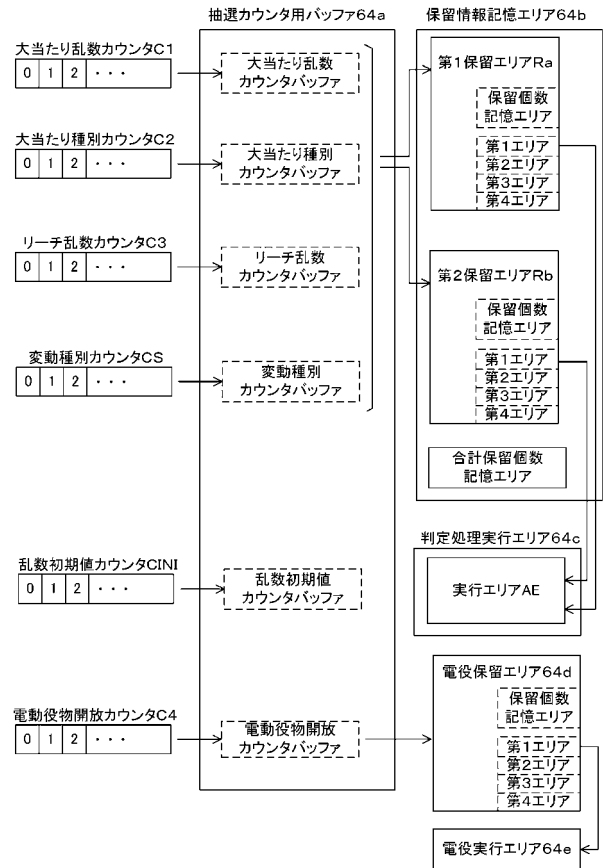 抽選カウンタ用バッファ64a
保留情報記憶エリア64b
大当たり乱数カウンタC1
0 1 2 ・・・
大当たり乱数
カウンタバッファ
大当たり種別カウンタC2
0 1 2 ・・・
大当たり種別
カウンタバッファ
リーチ乱数カウンタC3
0 1 2 ・・・
リーチ乱数
カウンタバッファ
変動種別カウンタCS
0 1 2 ・・・
変動種別
カウンタバッファ
乱数初期値カウンタCINI
0 1 2 ・・・
乱数初期値
カウンタバッファ
電動役物開放カウンタC4
0 1 2 ・・・
電動役物開放
カウンタバッファ
第1保留エリアRa
保留個数
記憶エリア
第1エリア
第2エリア
第3エリア
第4エリア
第2保留エリアRb
保留個数
記憶エリア
第1エリア
第2エリア
第3エリア
第4エリア
合計保留個数
記憶エリア
判定処理実行エリア64c
実行エリアAE
電役保留エリア64d
保留個数
記憶エリア
第1エリア
第2エリア
第3エリア
第4エリア
電役実行エリア64e